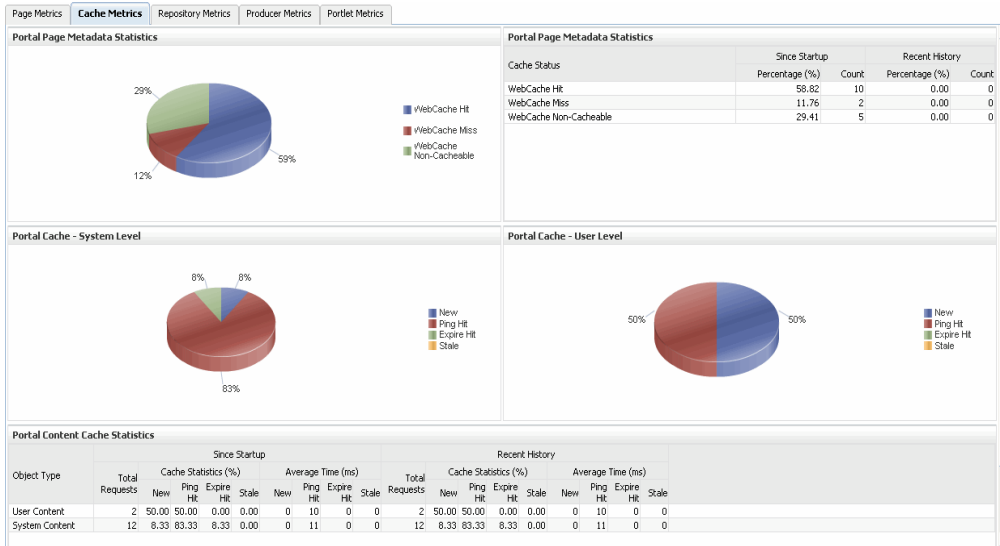 Page Metrics Cache Metrics Repository Metrics Producer Metrics Portlet Metrics
Portal Page Metadata Statistics
29%
12%
59%
WebCache Hit
WebCache Miss
WebCache
Non-Cacheable
Portal Page Metadata Statistics
Cache Status Since Startup Recent History
Percentage (%) Count Percentage (%) Count
WebCache Hit 58.82 10 0.00 0
WebCache Miss 11.76 2 0.00 0
WebCache Non-Cacheable 29.41 5 0.00 0
Portal Cache - System Level
8% 8%
83%
New
Ping Hit
Expire Hit
Stale
Portal Cache - User Level
50% 50%
New
Ping Hit
Expire Hit
Stale
Portal Content Cache Statistics
Object Type Since Startup Recent History
Total Requests Cache Statistics (%) Average Time (ms) Total Requests Cache Statistics (%) Average Time (ms)
New Ping Hit Expire Hit Stale New Ping Hit Expire Hit Stale New Ping Hit Expire Hit Stale New Ping Hit Expire Hit Stale
User Content 2 50.00 50.00 0.00 0.00 0 10 0 0 2 50.00 50.00 0.00 0.00 0 10 0 0
System Content 12 8.33 83.33 8.33 0.00 0 11 0 0 12 8.33 83.33 8.33 0.00 0 11 0 0